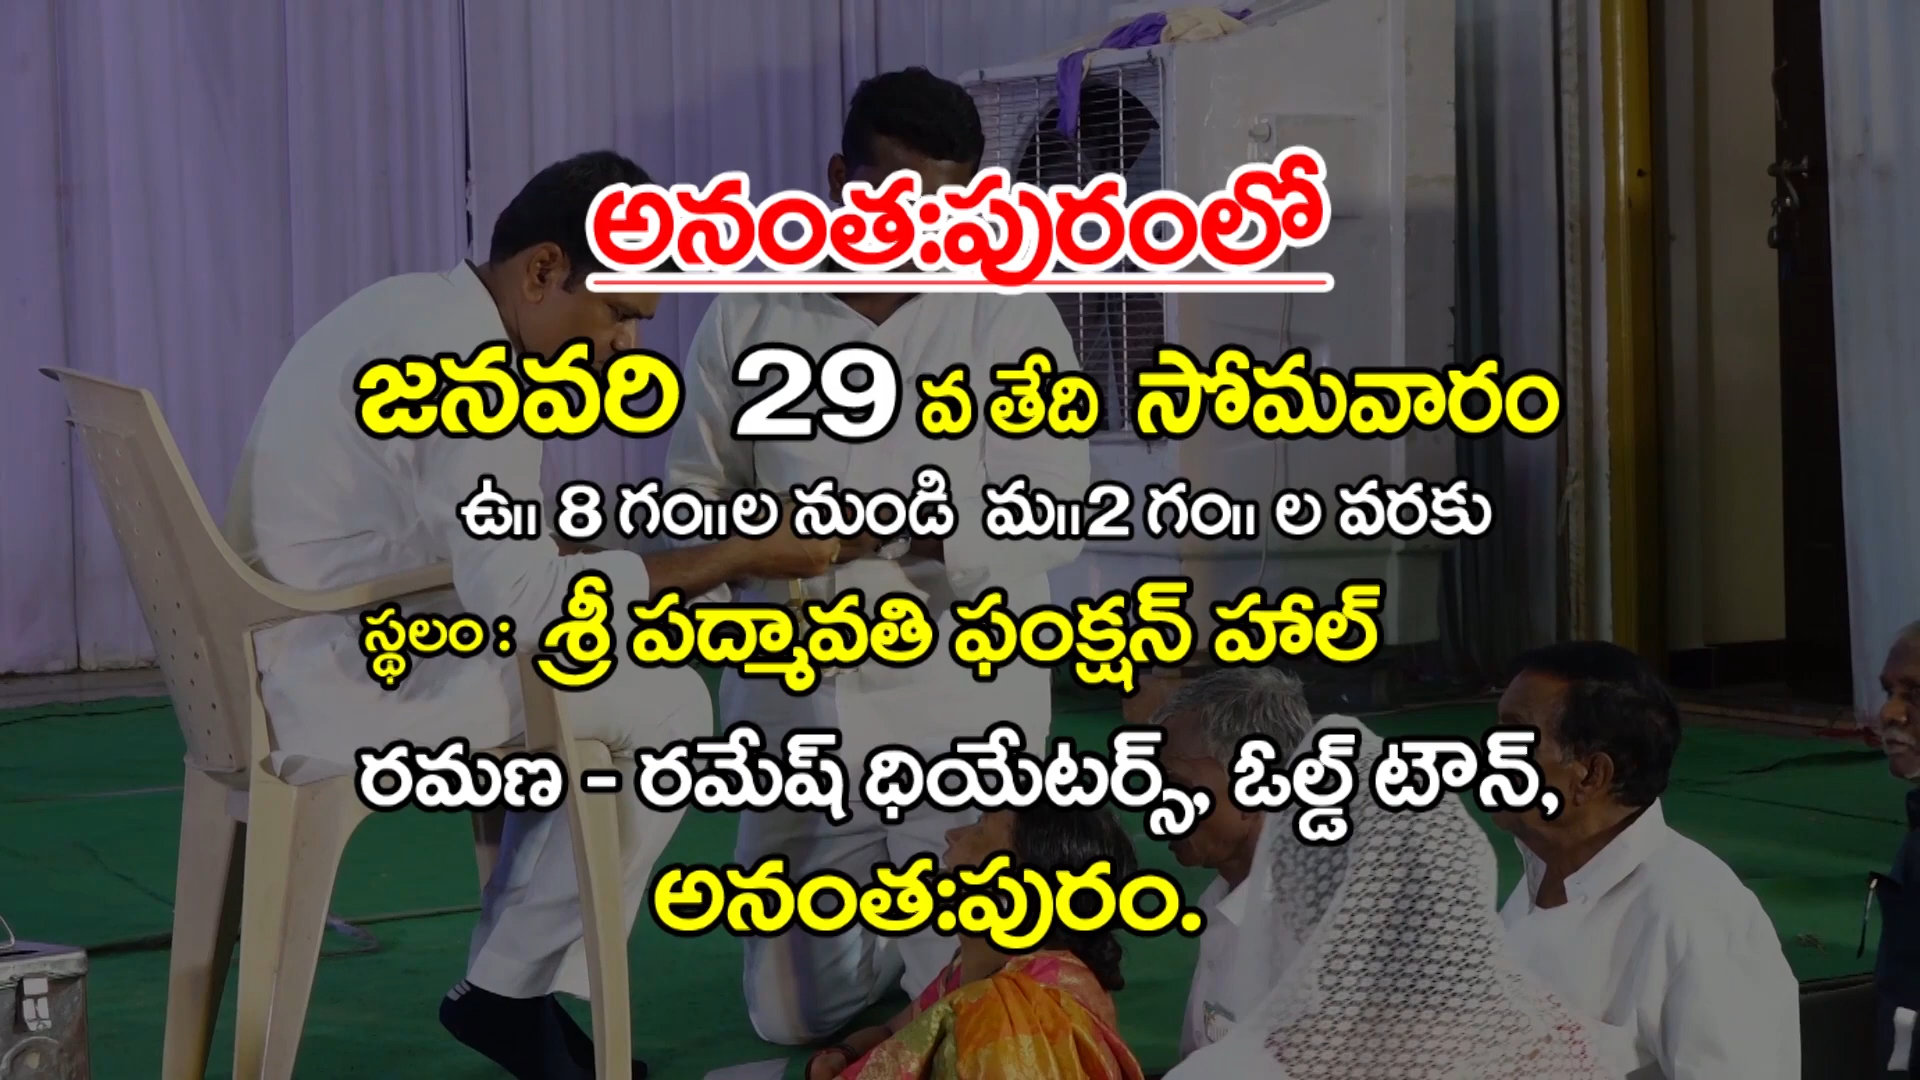 అనంత:పురంలో
జనవరి 29 వ తేది సోమవారం
ఉ॥ 8 గం॥ల నుండి మ॥2 గం॥ ల వరకు
స్థలం : శ్రీ పద్మావతి ఫంక్షన్ హాల్
రమణ - రమేష్ ధియేటర్స్, ఓల్డ్ టౌన్,
అనంత:పురం.